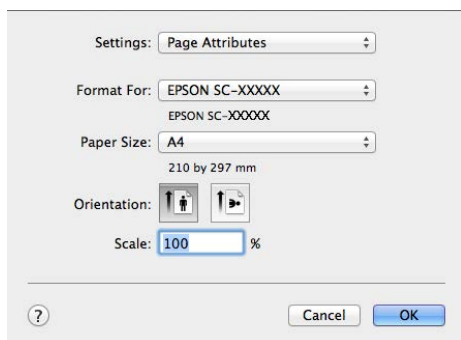 Settings: Page Attributes
Format For: EPSON SC-XXXXX
EPSON SC-XXXXX
Paper Size: A4
210 by 297 mm
Orientation:
Scale: 100 %
? Cancel OK